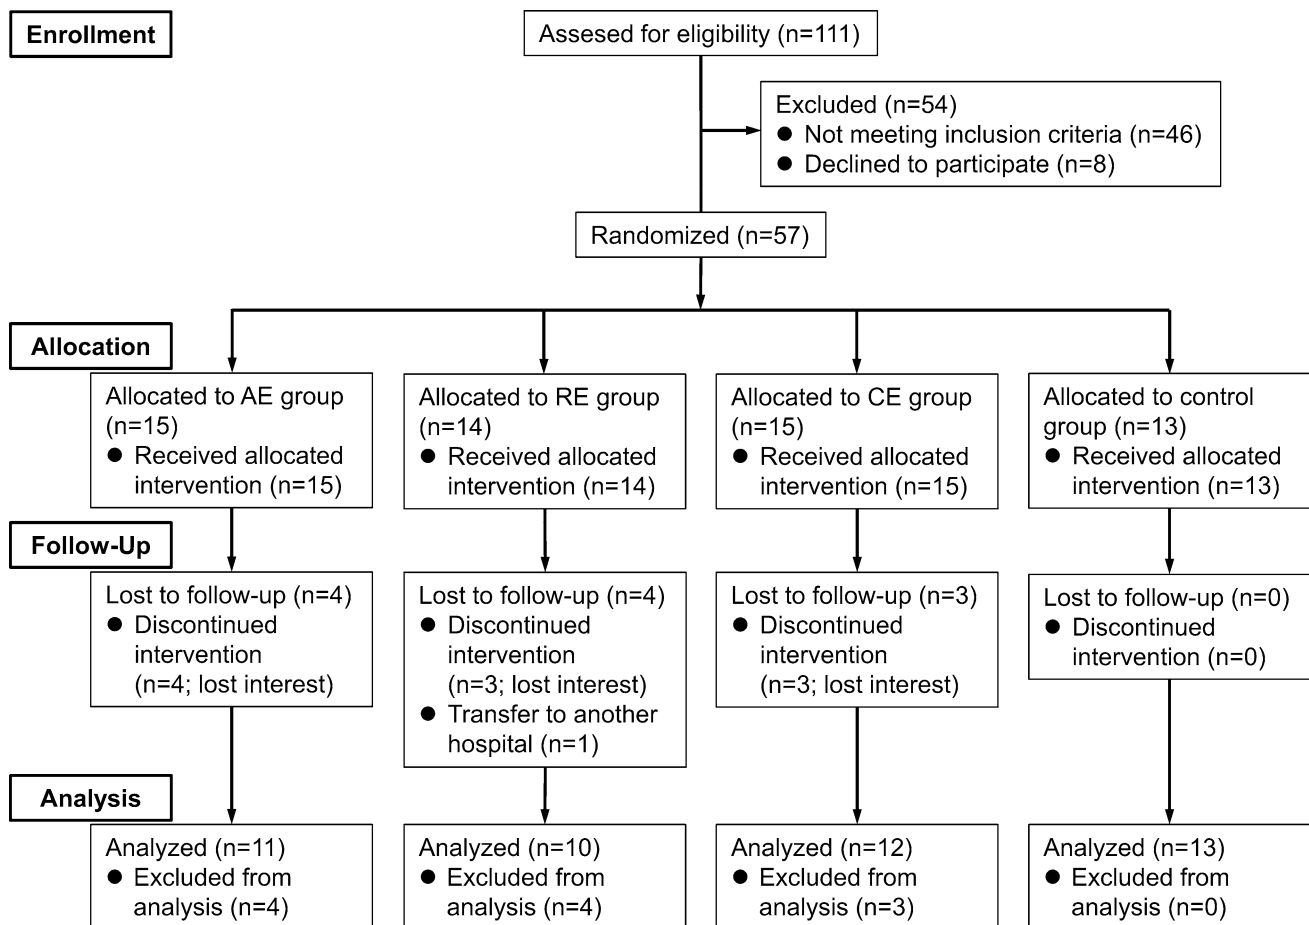 Enrollment
Assesed for eligibility (n=111)
Excluded (n=54)
● Not meeting inclusion criteria (n=46)
● Declined to participate (n=8)
Randomized (n=57)
Allocation
Allocated to AE group
(n=15)
● Received allocated
intervention (n=15)
Allocated to RE group
(n=14)
● Received allocated
intervention (n=14)
Allocated to CE group
(n=15)
● Received allocated
intervention (n=15)
Allocated to control
group (n=13)
● Received allocated
intervention (n=13)
Follow-Up
Lost to follow-up (n=4)
● Discontinued
intervention
(n=4; lost interest)
Lost to follow-up (n=4)
● Discontinued
intervention
(n=3; lost interest)
● Transfer to another
hospital (n=1)
Lost to follow-up (n=3)
● Discontinued
intervention
(n=3; lost interest)
Lost to follow-up (n=0)
● Discontinued
intervention (n=0)
Analysis
Analyzed (n=11)
● Excluded from
analysis (n=4)
Analyzed (n=10)
● Excluded from
analysis (n=4)
Analyzed (n=12)
● Excluded from
analysis (n=3)
Analyzed (n=13)
● Excluded from
analysis (n=0)